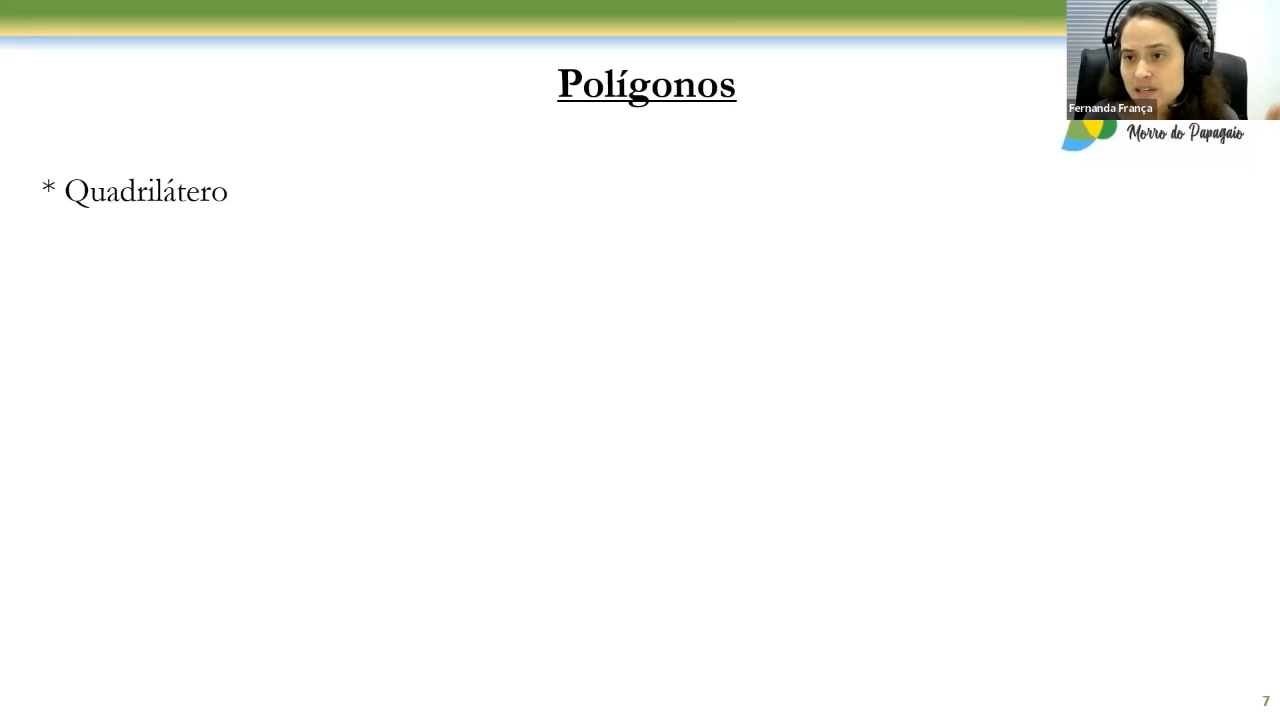 Polígonos
Fernanda França
Morro do Papagaio
* Quadrilátero
7